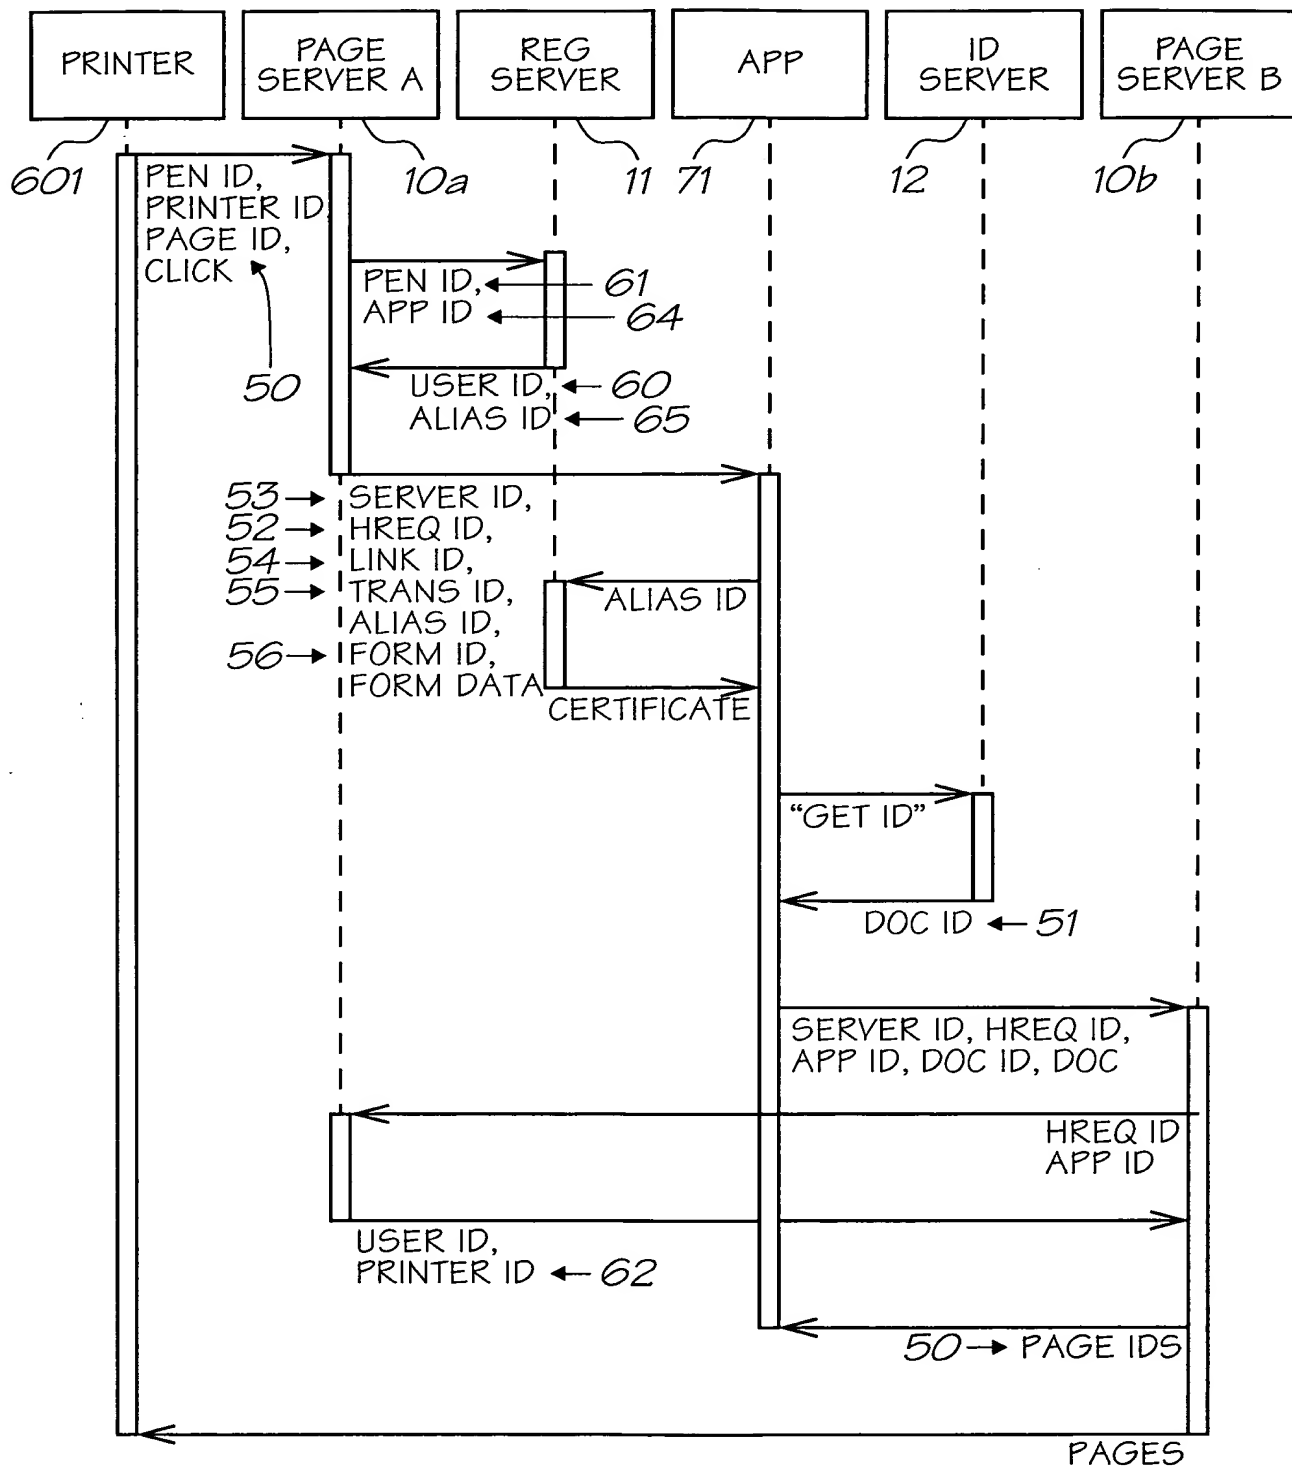 PRINTER
PAGE
SERVER A
REG
SERVER
APP
ID
SERVER
PAGE
SERVER B
601
10a
11
71
12
10b
PEN ID,
PRINTER ID
PAGE ID,
CLICK
50
PEN ID,
61
APP ID
64
USER ID,
60
ALIAS ID
65
53
SERVER ID,
52
HREQ ID,
54
LINK ID,
55
TRANS ID,
ALIAS ID,
56
FORM ID,
FORM DATA
ALIAS ID
CERTIFICATE
“GET ID”
DOC ID
51
SERVER ID, HREQ ID,
APP ID, DOC ID, DOC
HREQ ID
APP ID
USER ID,
PRINTER ID
62
50
PAGE IDS
PAGES